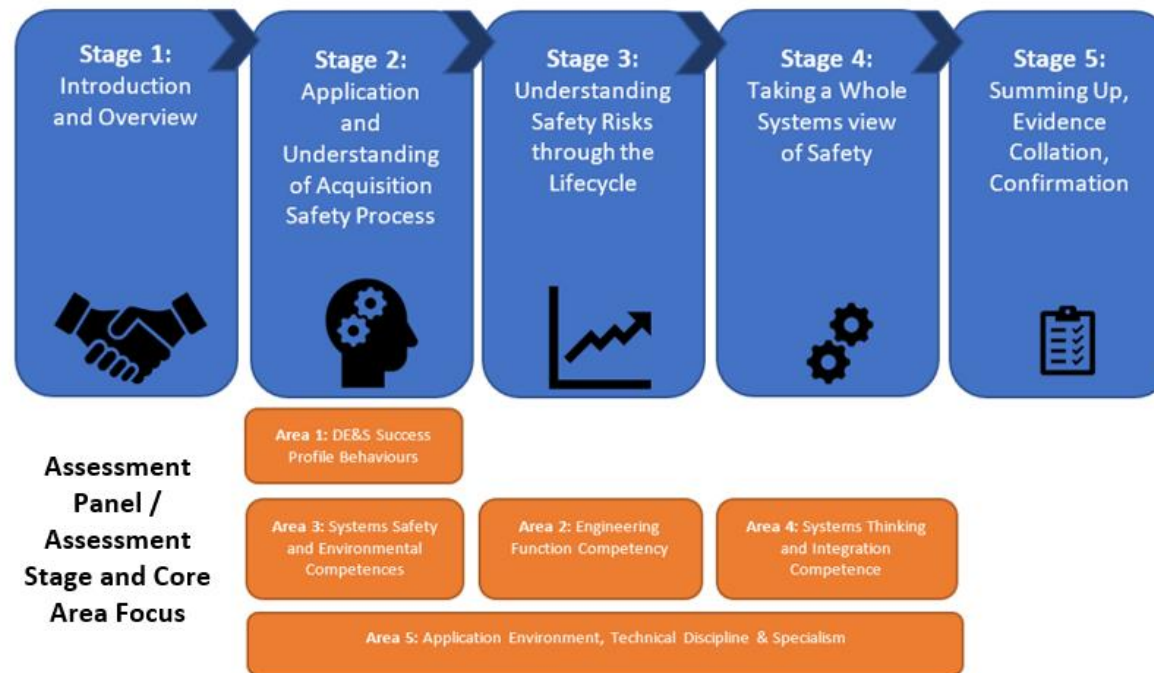 Stage 1:
Introduction
and Overview
Stage 2:
Application
and
Understanding
of Acquisition
Safety Process
Stage 3:
Understanding
Safety Risks
through the
Lifecycle
Stage 4:
Taking a Whole
Systems view
of Safety
Stage 5:
Summing Up,
Evidence
Collation,
Confirmation
Assessment
Panel /
Assessment
Stage and Core
Area Focus
Area 1: DE&S Success
Profile Behaviours
Area 3: Systems Safety
and Environmental
Competences
Area 2: Engineering
Function Competency
Area 4: Systems Thinking
and Integration
Competence
Area 5: Application Environment, Technical Discipline & Specialism